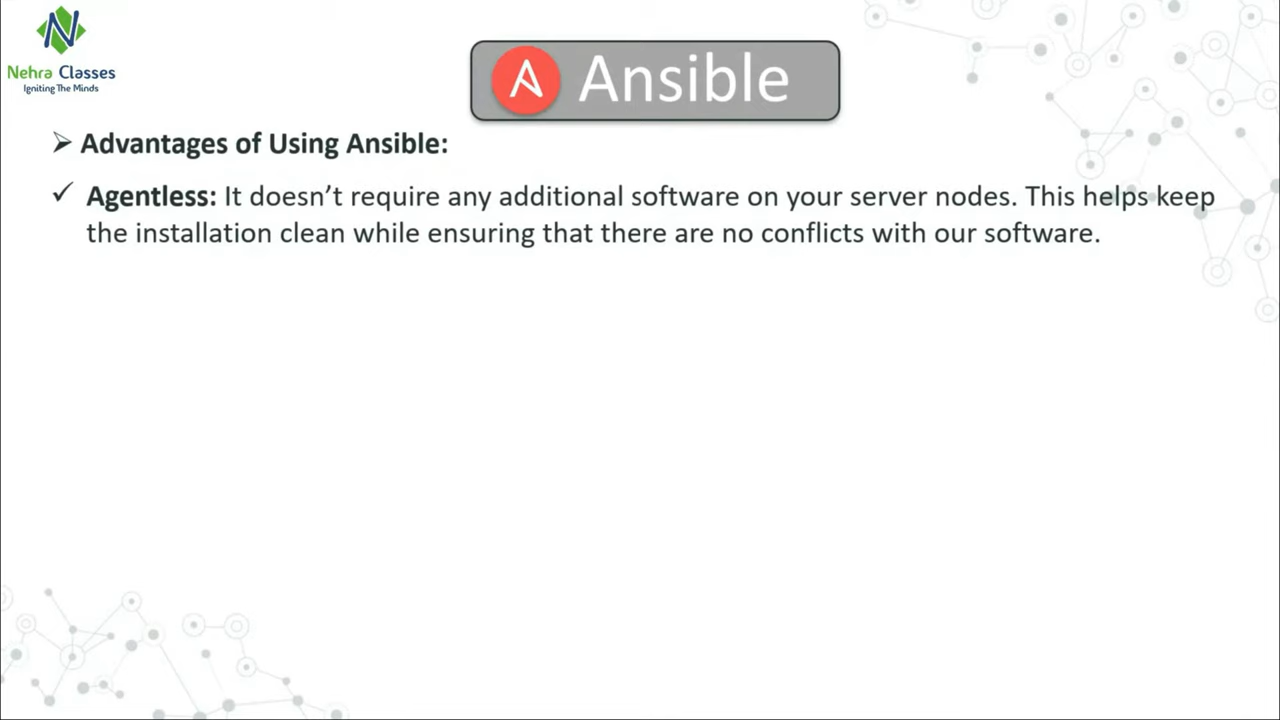 Nehra Classes
Igniting The Minds
Ansible
➢ Advantages of Using Ansible:
✓ Agentless: It doesn’t require any additional software on your server nodes. This helps keep
the installation clean while ensuring that there are no conflicts with our software.